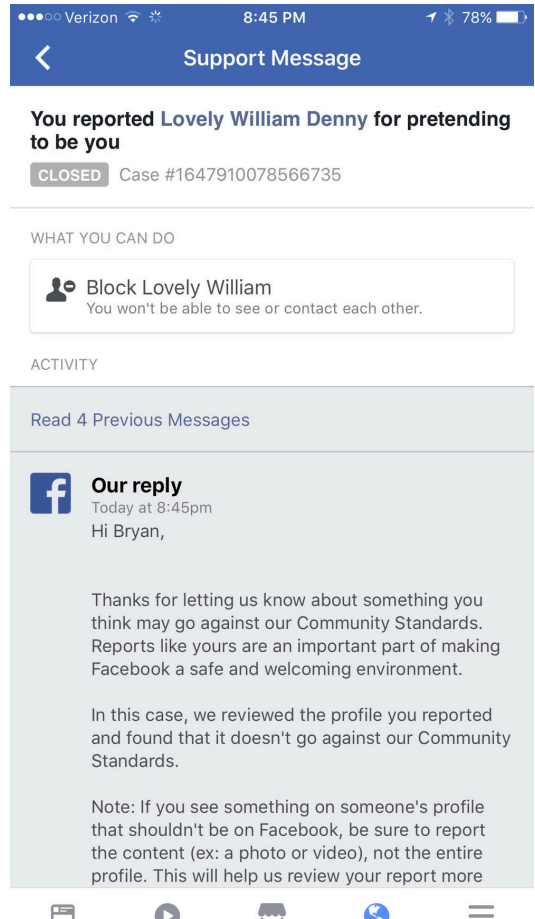 ●●●○○ Verizon 8:45 PM 78%
Support Message
You reported Lovely William Denny for pretending
to be you
CLOSED Case #1647910078566735
WHAT YOU CAN DO
Block Lovely William
You won't be able to see or contact each other.
ACTIVITY
Read 4 Previous Messages
Our reply
Today at 8:45pm
Hi Bryan,
Thanks for letting us know about something you
think may go against our Community Standards.
Reports like yours are an important part of making
Facebook a safe and welcoming environment.
In this case, we reviewed the profile you reported
and found that it doesn't go against our Community
Standards.
Note: If you see something on someone's profile
that shouldn't be on Facebook, be sure to report
the content (ex: a photo or video), not the entire
profile. This will help us review your report more